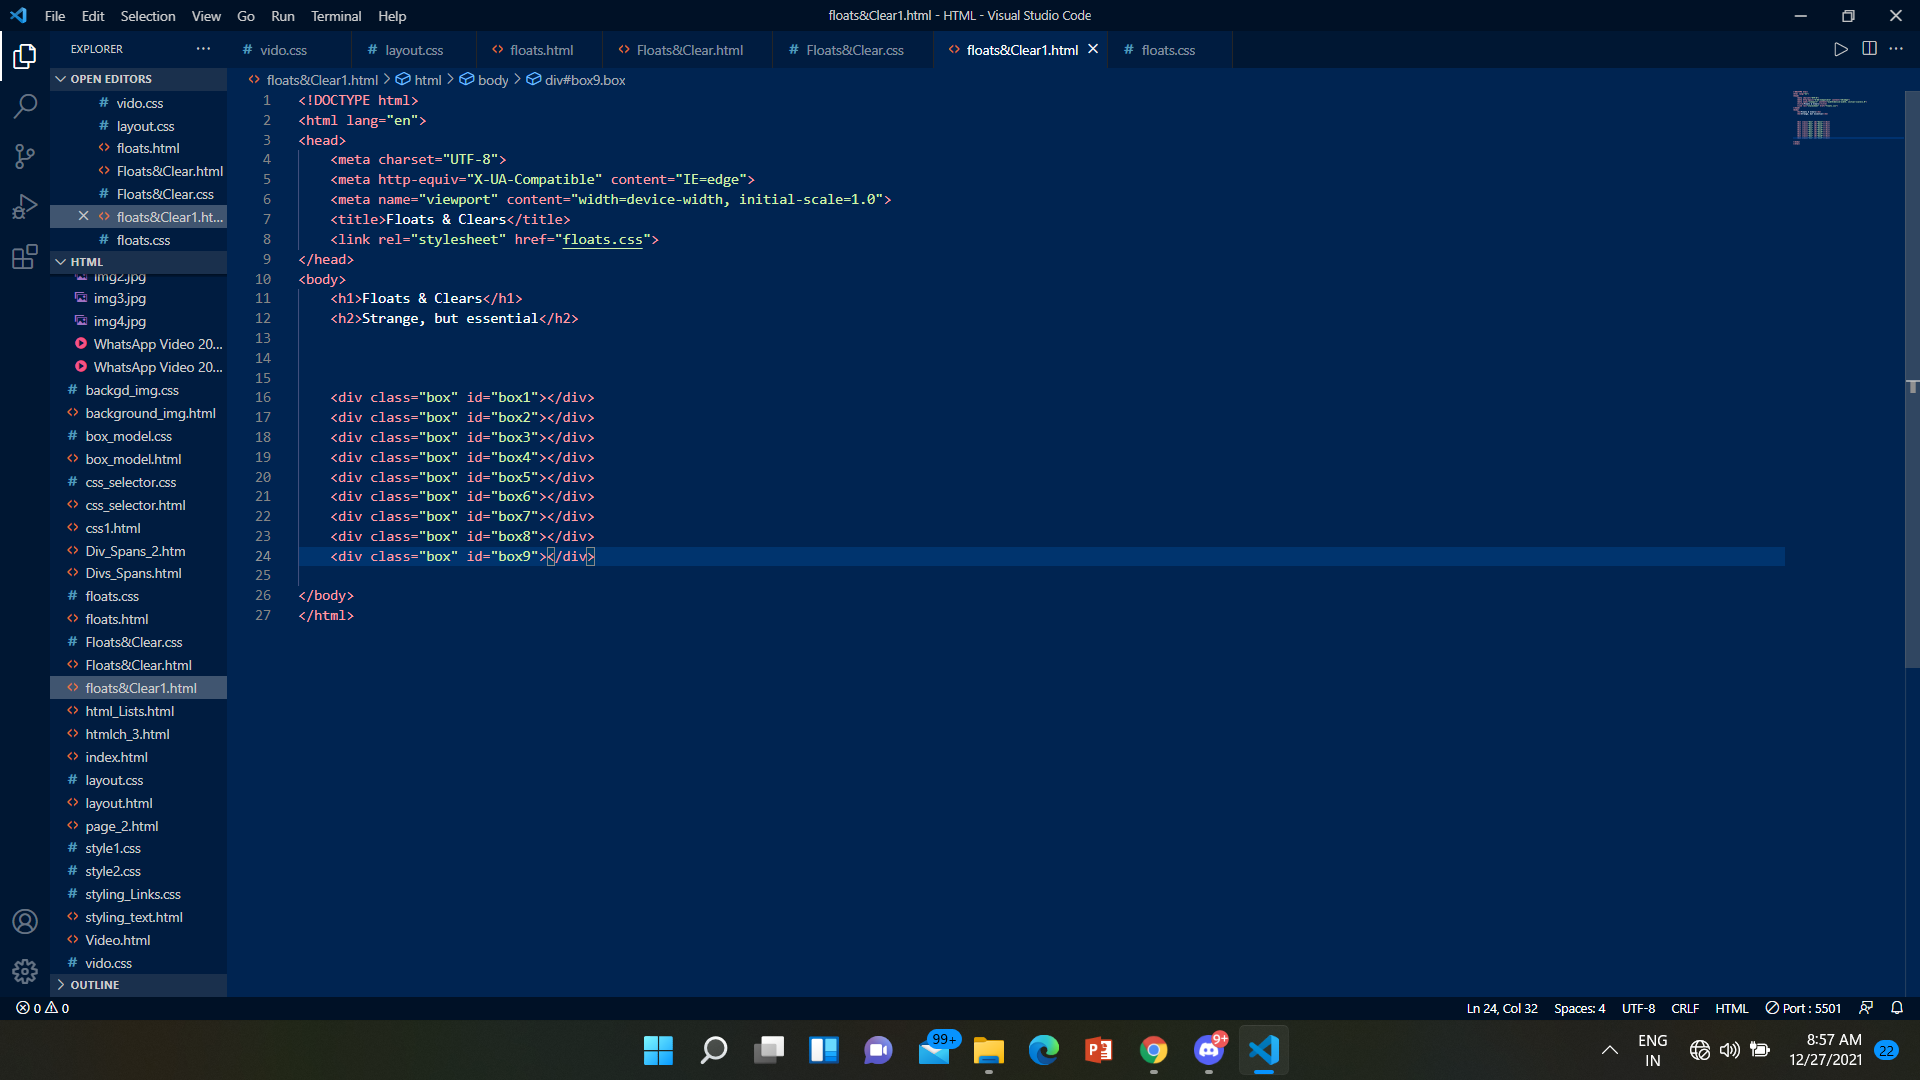 File Edit Selection View Go Run Terminal Help
floats&Clear1.html - HTML - Visual Studio Code
EXPLORER
vido.css
layout.css
floats.html
Floats&Clear.html
Floats&Clear.css
floats&Clear1.html
floats.css
OPEN EDITORS
vido.css
layout.css
floats.html
Floats&Clear.html
Floats&Clear.css
floats&Clear1.ht...
floats.css
HTML
img2.jpg
img3.jpg
img4.jpg
WhatsApp Video 20...
WhatsApp Video 20...
backgd_img.css
background_img.html
box_model.css
box_model.html
css_selector.css
css_selector.html
css1.html
Div_Spans_2.htm
Divs_Spans.html
floats.css
floats.html
Floats&Clear.css
Floats&Clear.html
floats&Clear1.html
html_Lists.html
htmlch_3.html
index.html
layout.css
layout.html
page_2.html
style1.css
style2.css
styling_Links.css
styling_text.html
Video.html
vido.css
OUTLINE
floats&Clear1.html > html > body > div#box9.box
1 <!DOCTYPE html>
2 <html lang="en">
3 <head>
4 <meta charset="UTF-8">
5 <meta http-equiv="X-UA-Compatible" content="IE=edge">
6 <meta name="viewport" content="width=device-width, initial-scale=1.0">
7 <title>Floats & Clears</title>
8 <link rel="stylesheet" href="floats.css">
9 </head>
10 <body>
11 <h1>Floats & Clears</h1>
12 <h2>Strange, but essential</h2>
13
14
15
16 <div class="box" id="box1"></div>
17 <div class="box" id="box2"></div>
18 <div class="box" id="box3"></div>
19 <div class="box" id="box4"></div>
20 <div class="box" id="box5"></div>
21 <div class="box" id="box6"></div>
22 <div class="box" id="box7"></div>
23 <div class="box" id="box8"></div>
24 <div class="box" id="box9"></div>
25
26 </body>
27 </html>
0 0
Ln 24, Col 32 Spaces: 4 UTF-8 CRLF HTML Port : 5501
99+
9+
ENG
IN
8:57 AM
12/27/2021
22